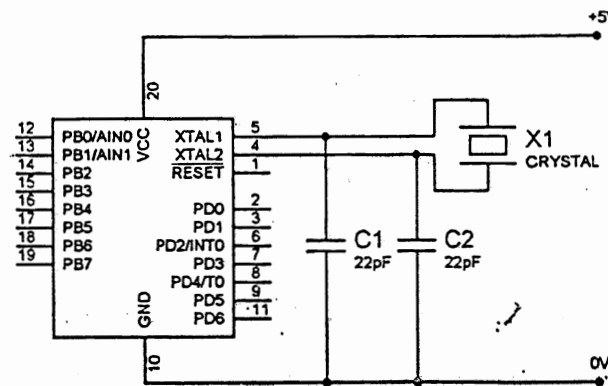 +5V
20
12 PB0/AIN0 VCC XTAL1 5
13 PB1/AIN1 XTAL2 4
14 PB2 RESET 1
15 PB3
16 PB4 PD0 2
17 PB5 PD1 3
18 PB6 PD2/INT0 6
19 PB7 PD3 7
PD4/T0 8
PD5 9
GND PD6 11
10
X1
CRYSTAL
C1
22pF
C2
22pF
0V